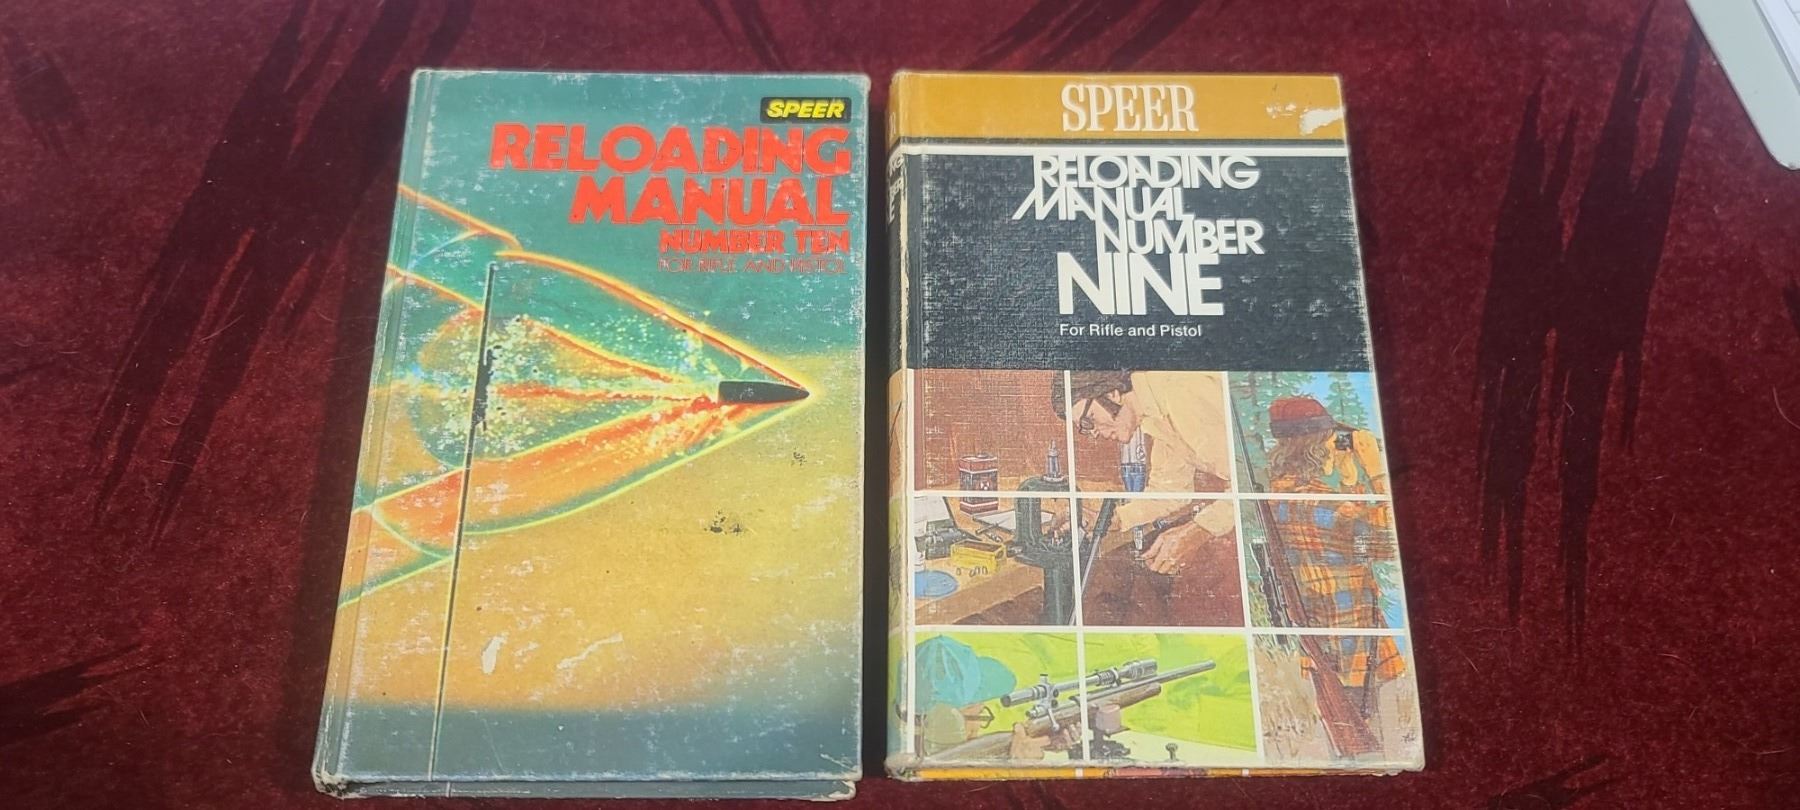 SPEER
RELOADING
MANUAL
NUMBER TEN
FOR RIFLE AND PISTOL
SPEER
RELOADING
MANUAL
NUMBER
NINE
For Rifle and Pistol